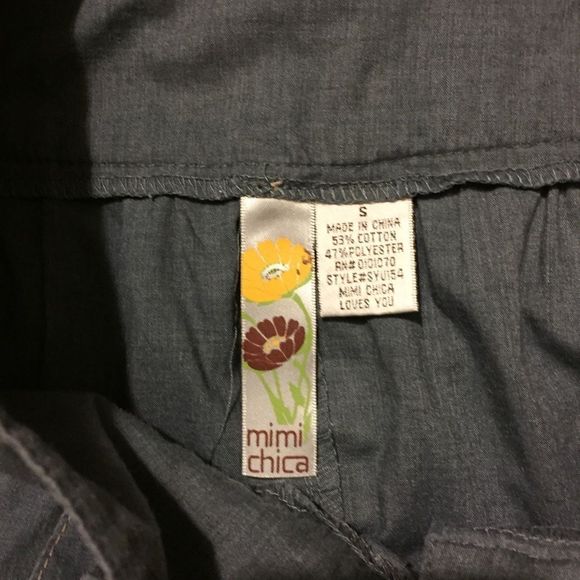 mimi
chica
S
MADE IN CHINA
53% COTTON
47%POLYESTER
RN# 0101070
STYLE#SYU154
MIMI CHICA
LOVES YOU